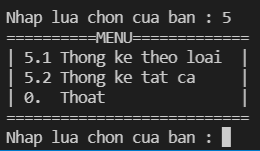 Nhap lua chon cua ban : 5
==========MENU=============
| 5.1 Thong ke theo loai  |
| 5.2 Thong ke tat ca     |
| 0.  Thoat               |
===========================
Nhap lua chon cua ban :